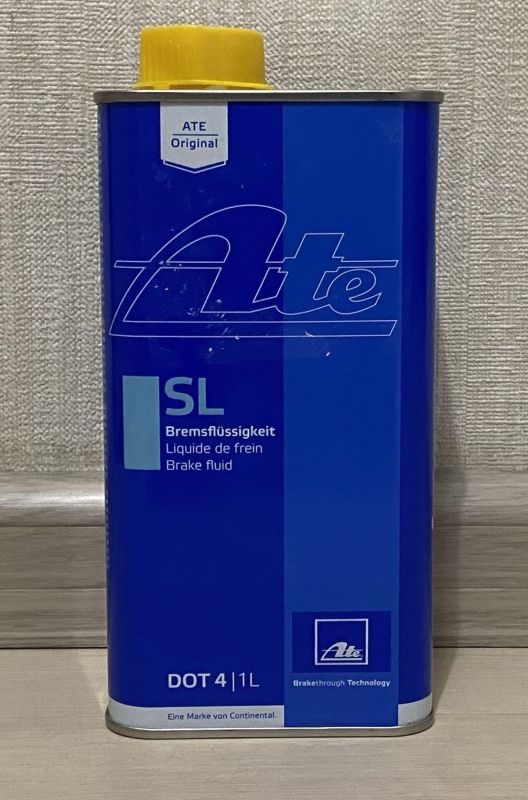 ATE
Original
Ate
SL
Bremsflüssigkeit
Liquide de frein
Brake fluid
Ate
DOT 4 | 1L
Brakethrough Technology
Eine Marke von Continental.